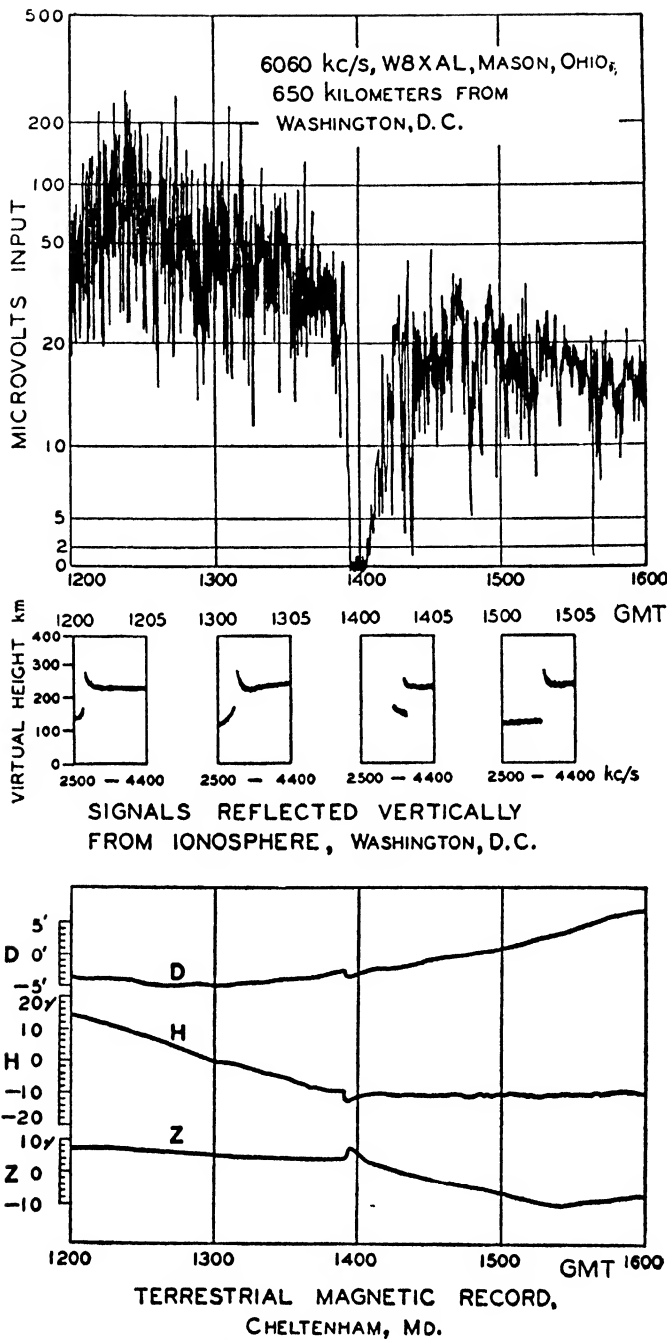 500
6060 kc/s, W8XAL, MASON, OHIO,
650 KILOMETERS FROM
WASHINGTON, D.C.
200
100
50
20
10
5
2
0
MICROVOLTS INPUT
1200 1300 1400 1500 1600
1200 1205 1300 1305 1400 1405 1500 1505 GMT
VIRTUAL HEIGHT km
400
300
200
100
0
2500 – 4400 2500 – 4400 2500 – 4400 2500 – 4400 kc/s
SIGNALS REFLECTED VERTICALLY
FROM IONOSPHERE, WASHINGTON, D.C.
5'
D 0'
-5'
D
20γ
10
H 0
-10
-20
H
10γ
Z 0
-10
Z
1200 1300 1400 1500 GMT 1600
TERRESTRIAL MAGNETIC RECORD,
CHELTENHAM, MD.